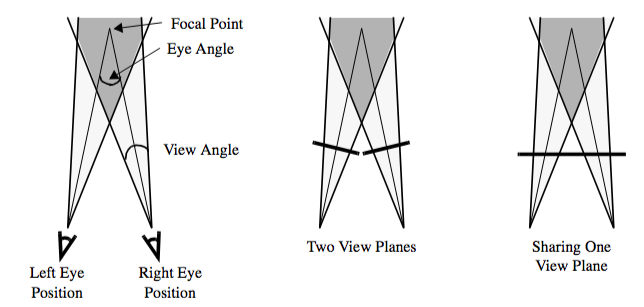 Focal Point
Eye Angle
View Angle
Left Eye
Position
Right Eye
Position
Two View Planes
Sharing One
View Plane